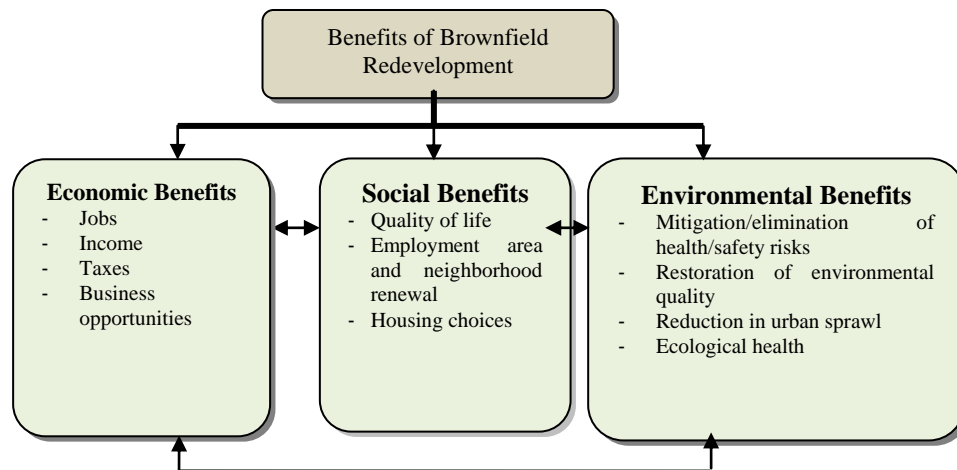 Benefits of Brownfield
Redevelopment
Economic Benefits
- Jobs
- Income
- Taxes
- Business
opportunities
Social Benefits
- Quality of life
- Employment area
and neighborhood
renewal
- Housing choices
Environmental Benefits
- Mitigation/elimination of
health/safety risks
- Restoration of environmental
quality
- Reduction in urban sprawl
- Ecological health